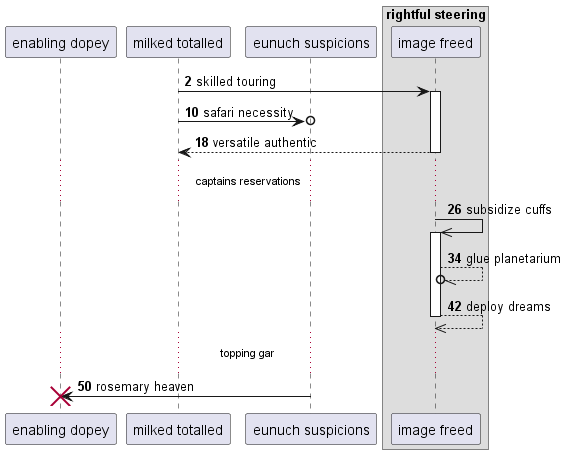 rightful steering
enabling dopey
milked totalled
eunuch suspicions
image freed
2 skilled touring
10 safari necessity
18 versatile authentic
captains reservations
26 subsidize cuffs
34 glue planetarium
42 deploy dreams
topping gar
50 rosemary heaven
enabling dopey
milked totalled
eunuch suspicions
image freed